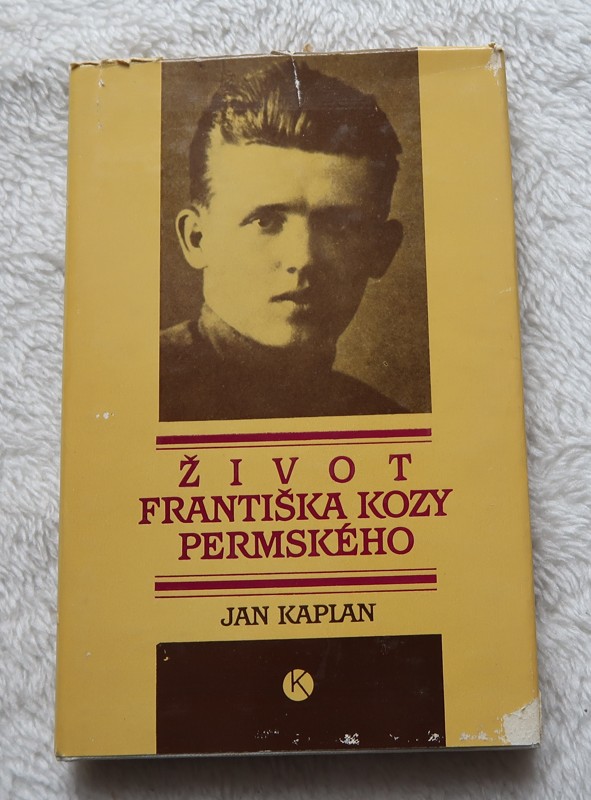 ŽIVOT
FRANTIŠKA KOZY
PERMSKÉHO
JAN KAPLAN
K